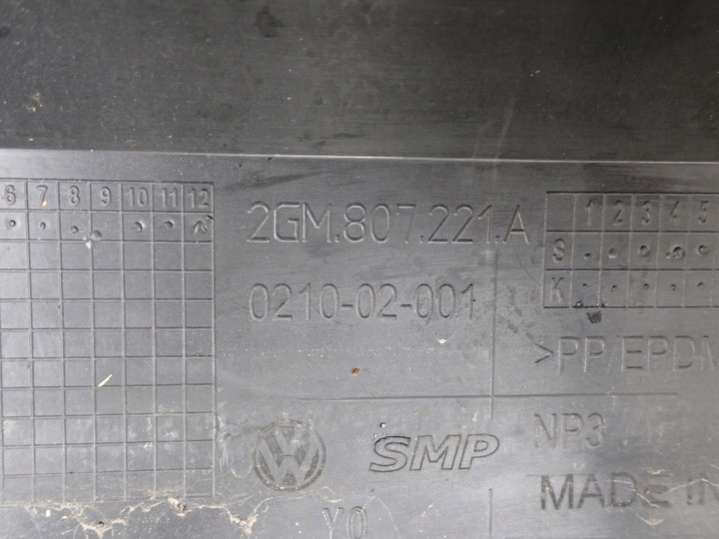 6 7 8 9 10 11 12
2GM.807.221.A
1 2 3 4 5
S
K
0210-02-001
>PP/EPDM
VW SMP NP3
MADE IN
Y0